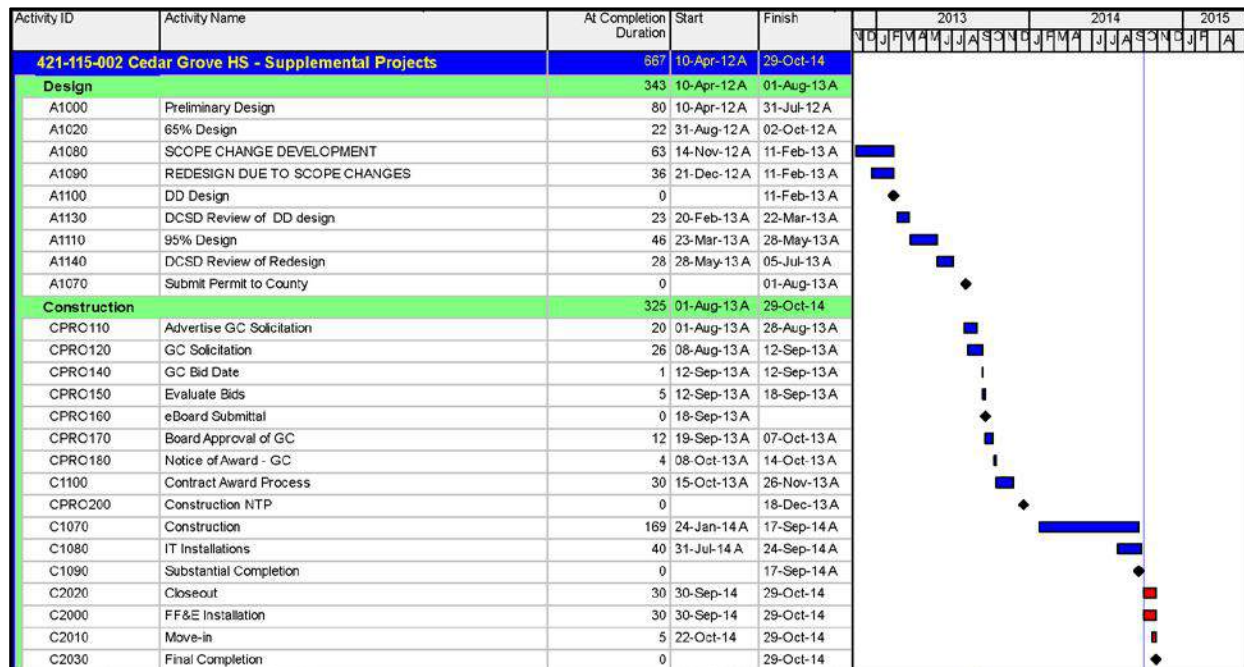 Activity ID Activity Name At Completion Start Finish 2013 2014 2015
Duration N D J F M A M J J A S O N D J F M A J J A S O N D J F A
421-115-002 Cedar Grove HS - Supplemental Projects 667 10-Apr-12 A 29-Oct-14
Design 343 10-Apr-12 A 01-Aug-13 A
A1000 Preliminary Design 80 10-Apr-12 A 31-Jul-12 A
A1020 65% Design 22 31-Aug-12 A 02-Oct-12 A
A1080 SCOPE CHANGE DEVELOPMENT 63 14-Nov-12 A 11-Feb-13 A
A1090 REDESIGN DUE TO SCOPE CHANGES 36 21-Dec-12 A 11-Feb-13 A
A1100 DD Design 0 11-Feb-13 A
A1130 DCSD Review of DD design 23 20-Feb-13 A 22-Mar-13 A
A1110 95% Design 46 23-Mar-13 A 28-May-13 A
A1140 DCSD Review of Redesign 28 28-May-13 A 05-Jul-13 A
A1070 Submit Permit to County 0 01-Aug-13 A
Construction 325 01-Aug-13 A 29-Oct-14
CPRO110 Advertise GC Solicitation 20 01-Aug-13 A 28-Aug-13 A
CPRO120 GC Solicitation 26 08-Aug-13 A 12-Sep-13 A
CPRO140 GC Bid Date 1 12-Sep-13 A 12-Sep-13 A
CPRO150 Evaluate Bids 5 12-Sep-13 A 18-Sep-13 A
CPRO160 eBoard Submittal 0 18-Sep-13 A
CPRO170 Board Approval of GC 12 19-Sep-13 A 07-Oct-13 A
CPRO180 Notice of Award - GC 4 08-Oct-13 A 14-Oct-13 A
C1100 Contract Award Process 30 15-Oct-13 A 26-Nov-13 A
CPRO200 Construction NTP 0 18-Dec-13 A
C1070 Construction 169 24-Jan-14 A 17-Sep-14 A
C1080 IT Installations 40 31-Jul-14 A 24-Sep-14 A
C1090 Substantial Completion 0 17-Sep-14 A
C2020 Closeout 30 30-Sep-14 29-Oct-14
C2000 FF&E Installation 30 30-Sep-14 29-Oct-14
C2010 Move-in 5 22-Oct-14 29-Oct-14
C2030 Final Completion 0 29-Oct-14